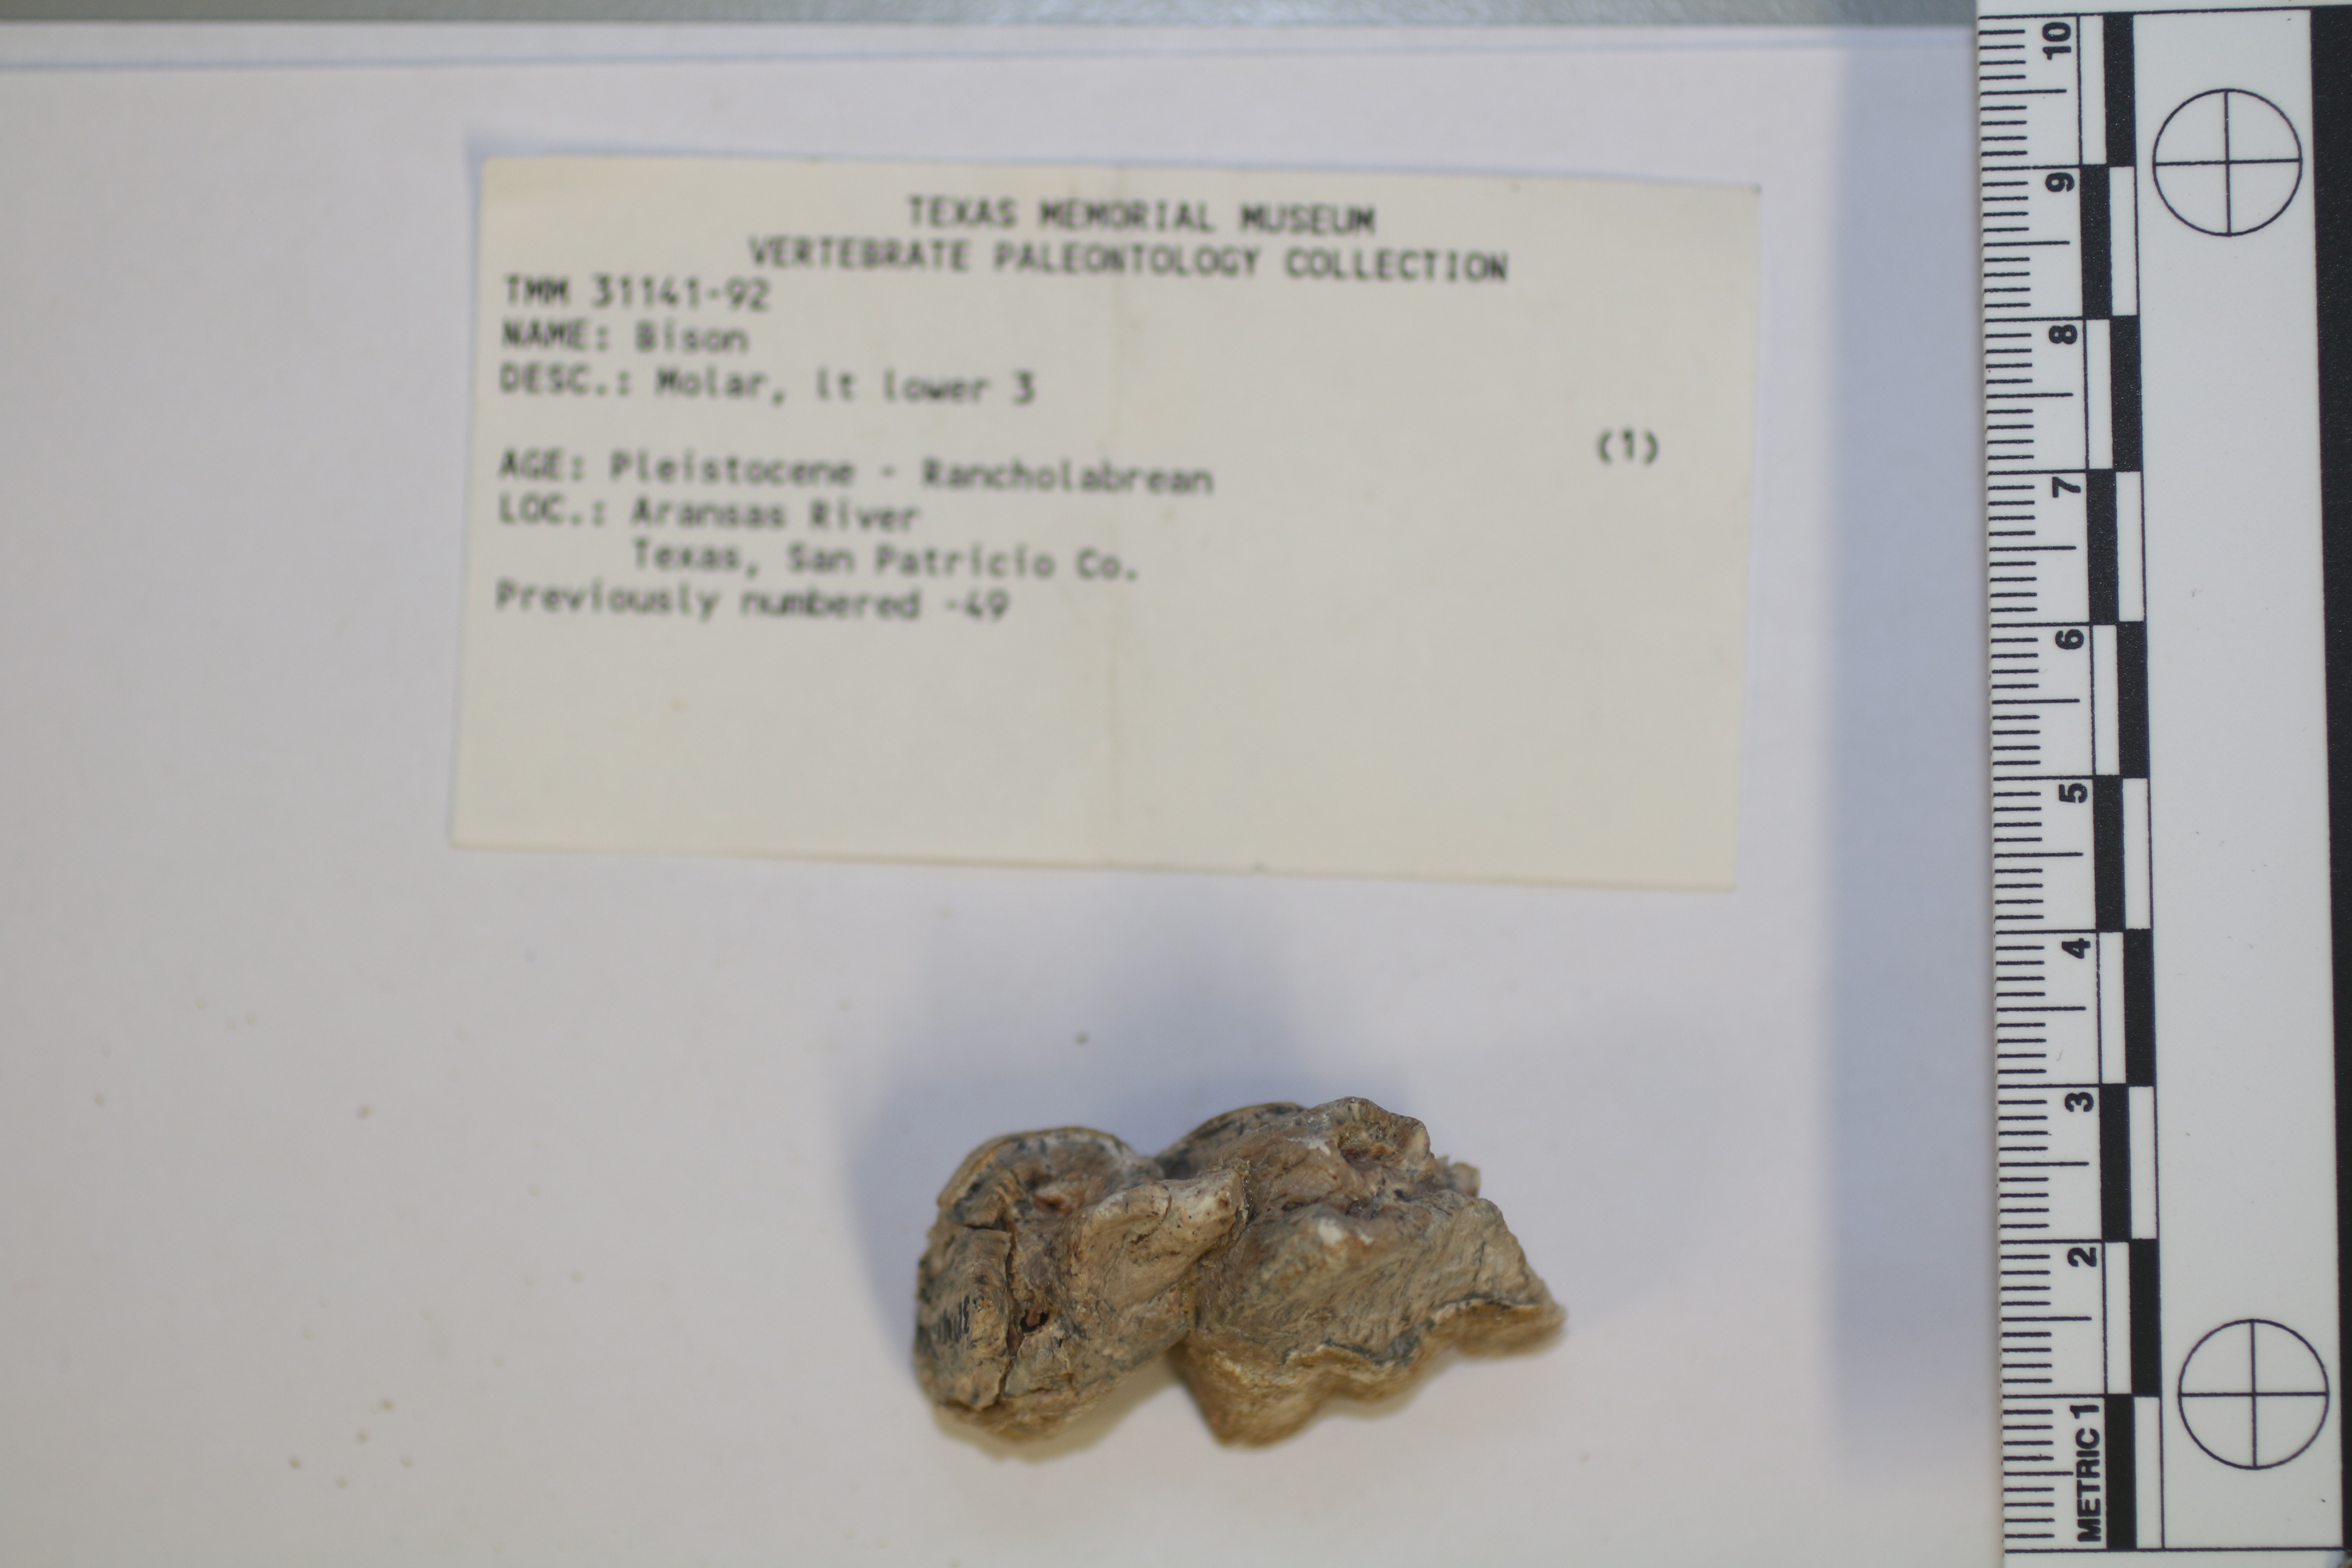 METRIC 1 2 3 4 5 6 7 8 9 10
TEXAS MEMORIAL MUSEUM
VERTEBRATE PALEONTOLOGY COLLECTION
TMM 31141-92
NAME: Bison
DESC.: Molar, lt lower 3
(1)
AGE: Pleistocene - Rancholabrean
LOC.: Aransas River
Texas, San Patricio Co.
Previously numbered -49